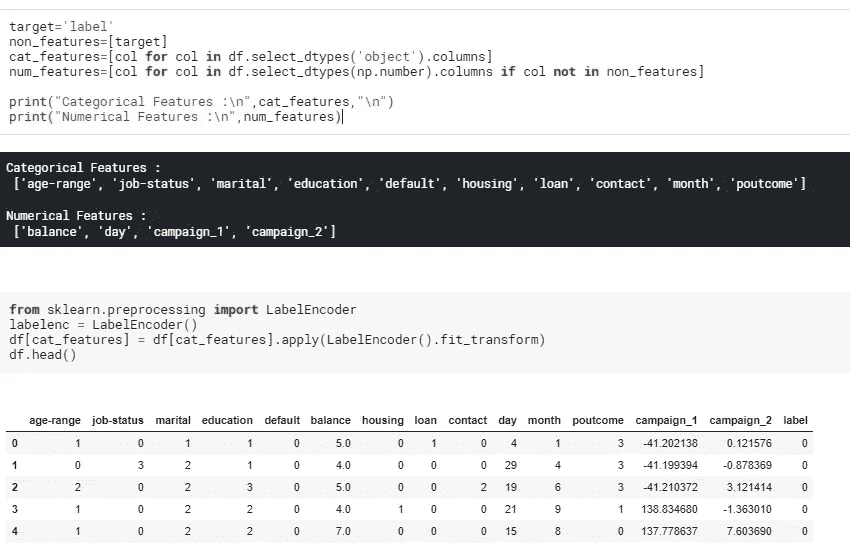 target='label'
non_features=[target]
cat_features=[col for col in df.select_dtypes('object').columns]
num_features=[col for col in df.select_dtypes(np.number).columns if col not in non_features]
print("Categorical Features :\n",cat_features,"\n")
print("Numerical Features :\n",num_features)
Categorical Features :
['age-range', 'job-status', 'marital', 'education', 'default', 'housing', 'loan', 'contact', 'month', 'poutcome']
Numerical Features :
['balance', 'day', 'campaign_1', 'campaign_2']
from sklearn.preprocessing import LabelEncoder
labelenc = LabelEncoder()
df[cat_features] = df[cat_features].apply(LabelEncoder().fit_transform)
df.head()
age-range job-status marital education default balance housing loan contact day month poutcome campaign_1 campaign_2 label
0 1 0 1 1 0 5.0 0 1 0 4 1 3 -41.202138 0.121576 0
1 0 3 2 1 0 4.0 0 0 0 29 4 3 -41.199394 -0.878369 0
2 2 0 2 3 0 5.0 0 0 2 19 6 3 -41.210372 3.121414 0
3 1 0 2 2 0 4.0 1 0 0 21 9 1 138.834680 -1.363010 0
4 1 0 2 2 0 7.0 0 0 0 15 8 0 137.778637 7.603690 0